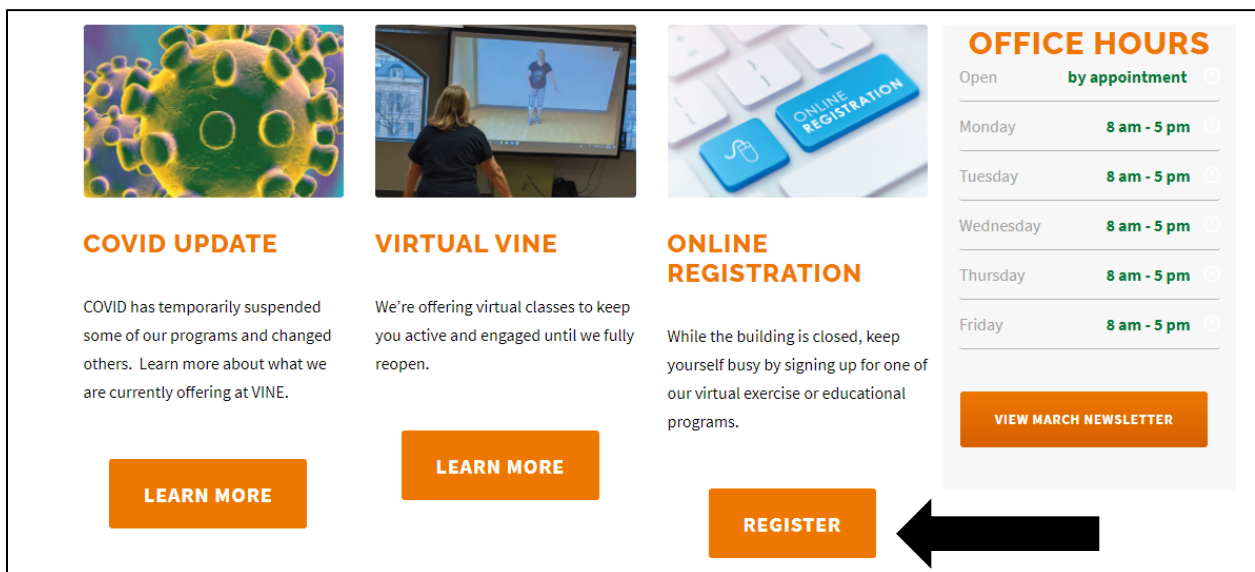 ONLINE
REGISTRATION
COVID UPDATE
COVID has temporarily suspended
some of our programs and changed
others.  Learn more about what we
are currently offering at VINE.
LEARN MORE
VIRTUAL VINE
We’re offering virtual classes to keep
you active and engaged until we fully
reopen.
LEARN MORE
ONLINE
REGISTRATION
While the building is closed, keep
yourself busy by signing up for one of
our virtual exercise or educational
programs.
REGISTER
OFFICE HOURS
Open by appointment
Monday 8 am - 5 pm
Tuesday 8 am - 5 pm
Wednesday 8 am - 5 pm
Thursday 8 am - 5 pm
Friday 8 am - 5 pm
VIEW MARCH NEWSLETTER